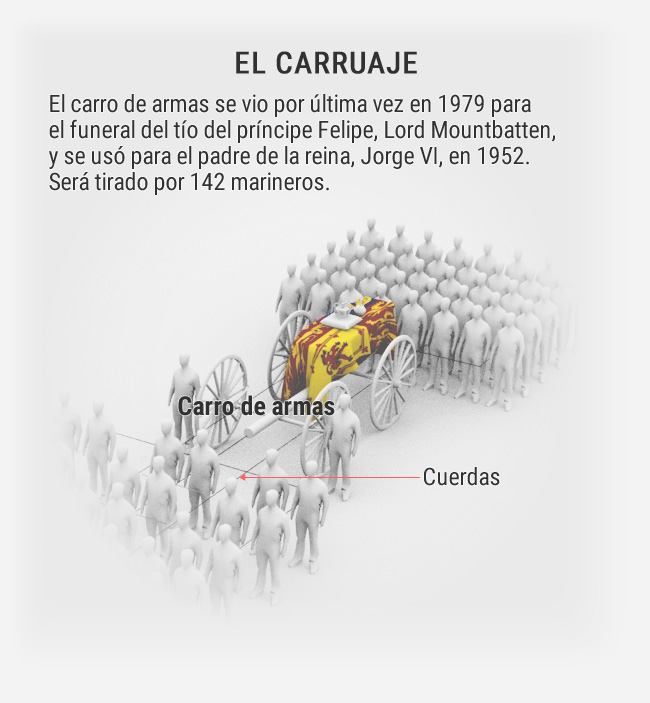 EL CARRUAJE
El carro de armas se vio por última vez en 1979 para
el funeral del tío del príncipe Felipe, Lord Mountbatten,
y se usó para el padre de la reina, Jorge VI, en 1952.
Será tirado por 142 marineros.
Carro de armas
Cuerdas